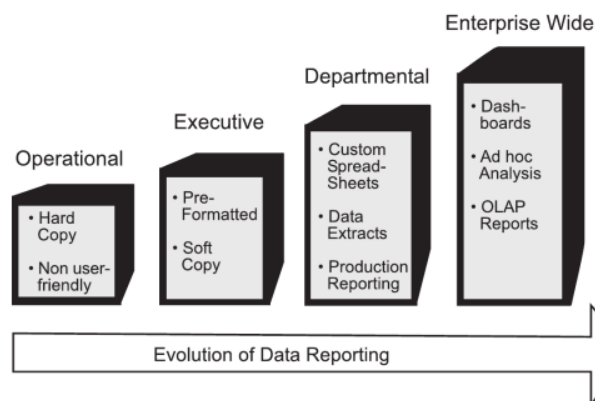 Operational
• Hard
Copy
• Non user-
friendly
Executive
• Pre-
Formatted
• Soft
Copy
Departmental
• Custom
Spread-
Sheets
• Data
Extracts
• Production
Reporting
Enterprise Wide
• Dash-
boards
• Ad hoc
Analysis
• OLAP
Reports
Evolution of Data Reporting